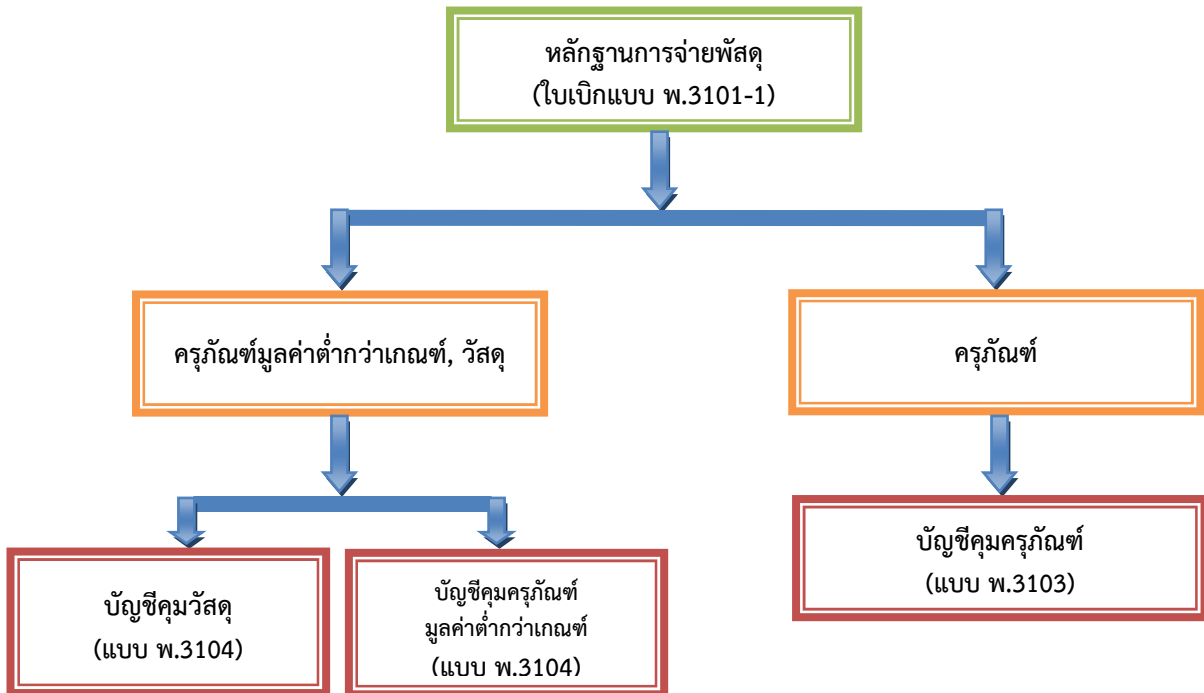 หลักฐานการจ่ายพัสดุ
(ใบเบิกแบบ พ.3101-1)
ครุภัณฑ์มูลค่าต่ำกว่าเกณฑ์, วัสดุ
ครุภัณฑ์
บัญชีคุมวัสดุ
(แบบ พ.3104)
บัญชีคุมครุภัณฑ์
มูลค่าต่ำกว่าเกณฑ์
(แบบ พ.3104)
บัญชีคุมครุภัณฑ์
(แบบ พ.3103)